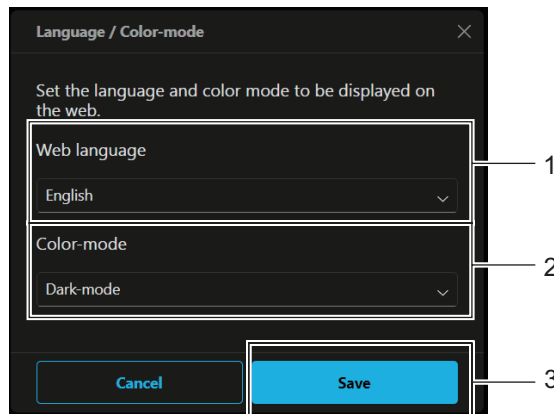 Language / Color-mode
Set the language and color mode to be displayed on
the web.
Web language
1
English
Color-mode
2
Dark-mode
Cancel
Save
3